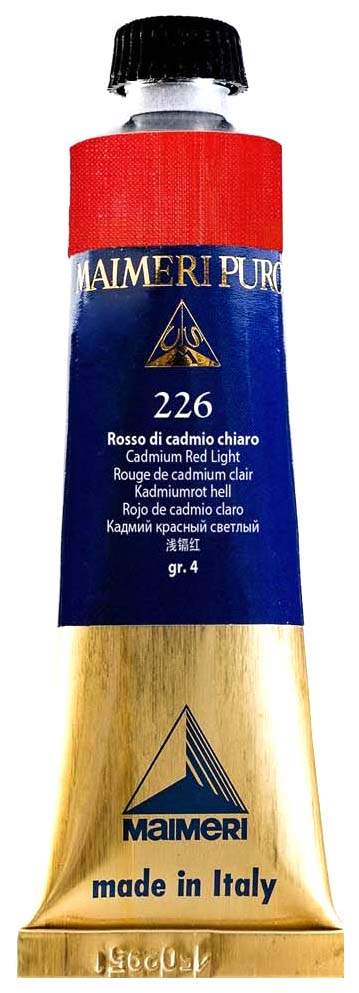 MAIMERI PURO
226
Rosso di cadmio chiaro
Cadmium Red Light
Rouge de cadmium clair
Kadmiumrot hell
Rojo de cadmio claro
Кадмий красный светлый
浅镉红
gr. 4
MAIMERI
made in Italy